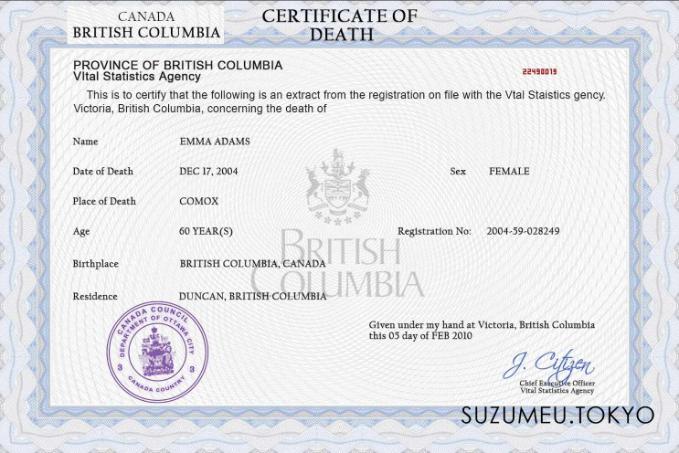 CANADA
BRITISH COLUMBIA
CERTIFICATE OF
DEATH
PROVINCE OF BRITISH COLUMBIA
Vital Statistics Agency
22490019
This is to certify that the following is an extract from the registration on file with the Vtal Staistics gency.
Victoria, British Columbia, concerning the death of
Name EMMA ADAMS
Date of Death DEC 17, 2004 Sex FEMALE
Place of Death COMOX
Age 60 YEAR(S) Registration No: 2004-59-028249
BRITISH
COLUMBIA
Birthplace BRITISH COLUMBIA, CANADA
Residence DUNCAN, BRITISH COLUMBIA
CANADA COUNCIL
DEPARTMENT OF OTTAWA CITY
3 3
CANADA COUNTRY
Given under my hand at Victoria, British Columbia
this 05 day of FEB 2010
J. Citizen
Chief Executive Officer
Vital Statistics Agency
SUZUMEU.TOKYO